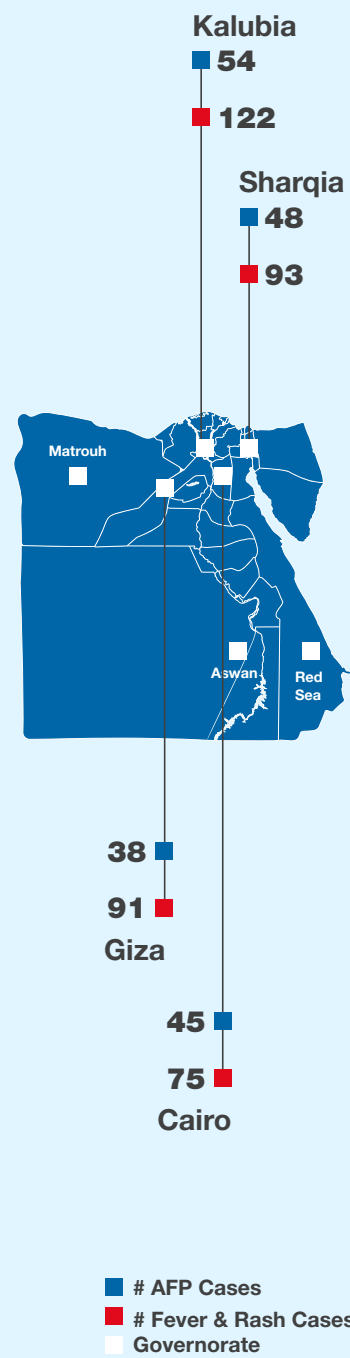 Kalubia
54
122
Sharqia
48
93
Matrouh
Aswan
Red
Sea
38
91
Giza
45
75
Cairo
# AFP Cases
# Fever & Rash Cases
Governorate